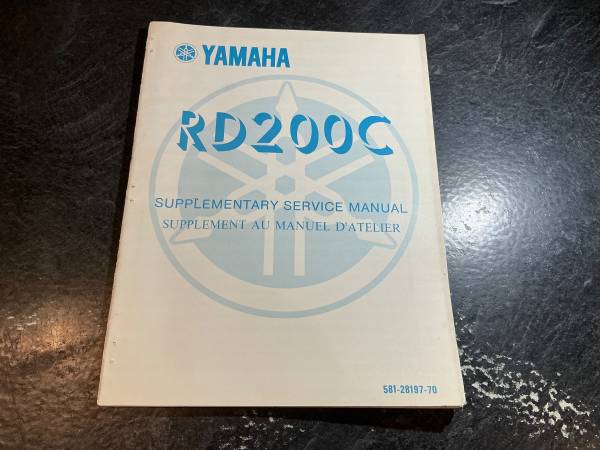 YAMAHA
RD200C
SUPPLEMENTARY SERVICE MANUAL
SUPPLEMENT AU MANUEL D'ATELIER
581-28197-70